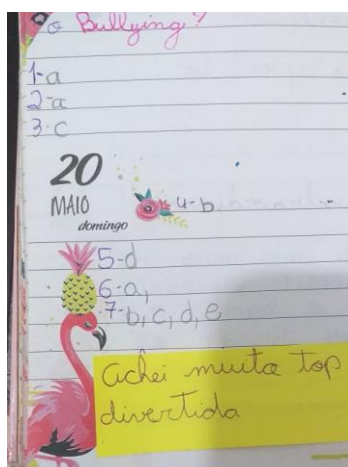 o Bullying?
1-a
2-a
3-c
20
MAIO
domingo
4-b
5-d
6-a,
7-b, c, d, e
Achei muita top
divertida